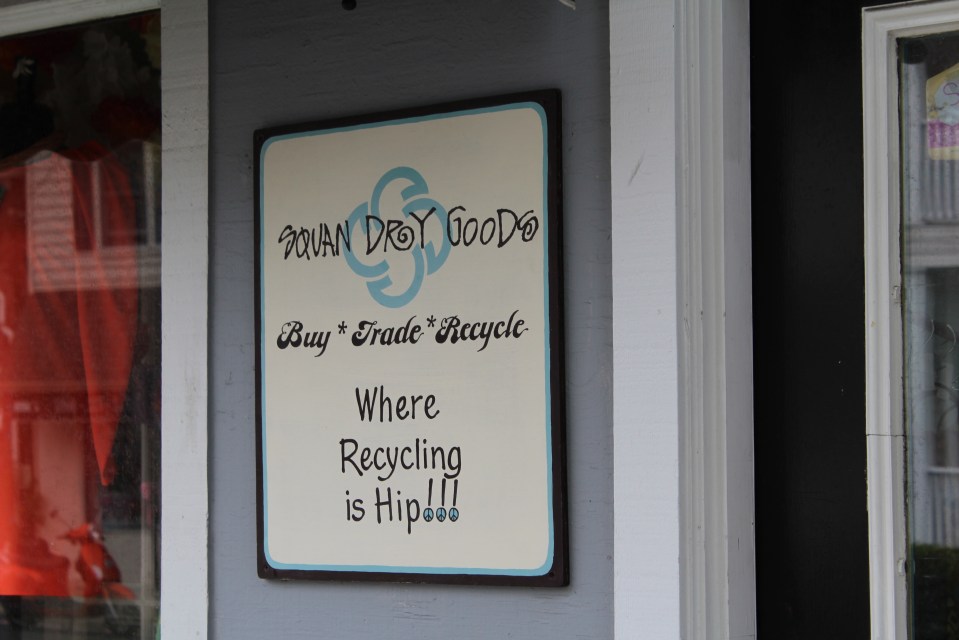 SQUAN DRY GOODS
Buy * Trade * Recycle
Where
Recycling
is Hip!!!